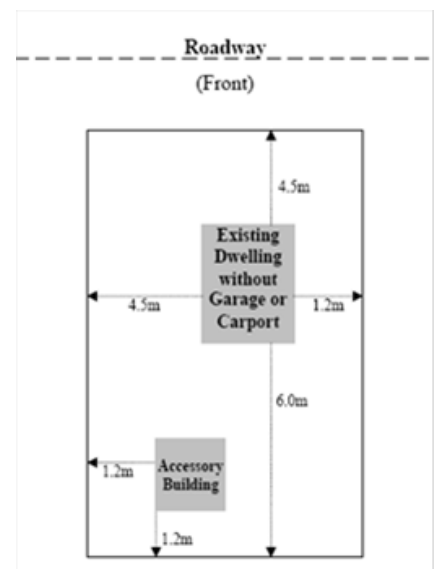 Roadway
(Front)
4.5m
Existing
Dwelling
without
Garage or
Carport
4.5m
1.2m
6.0m
1.2m
Accessory
Building
1.2m